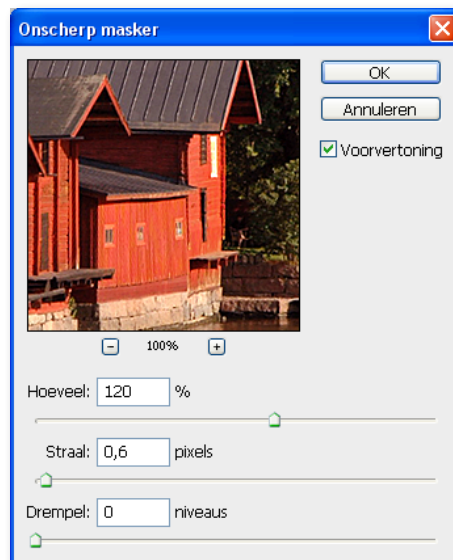 Onscherp masker
OK
Annuleren
Voorvertoning
100%
Hoeveel: 120 %
Straal: 0,6 pixels
Drempel: 0 niveaus